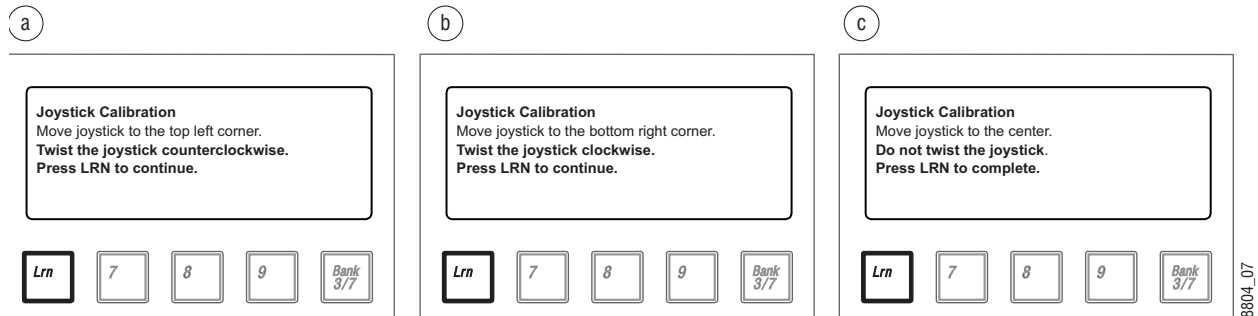 a
Joystick Calibration
Move joystick to the top left corner.
Twist the joystick counterclockwise.
Press LRN to continue.
Lrn
7
8
9
Bank
3/7
b
Joystick Calibration
Move joystick to the bottom right corner.
Twist the joystick clockwise.
Press LRN to continue.
Lrn
7
8
9
Bank
3/7
c
Joystick Calibration
Move joystick to the center.
Do not twist the joystick.
Press LRN to complete.
Lrn
7
8
9
Bank
3/7
8804_07